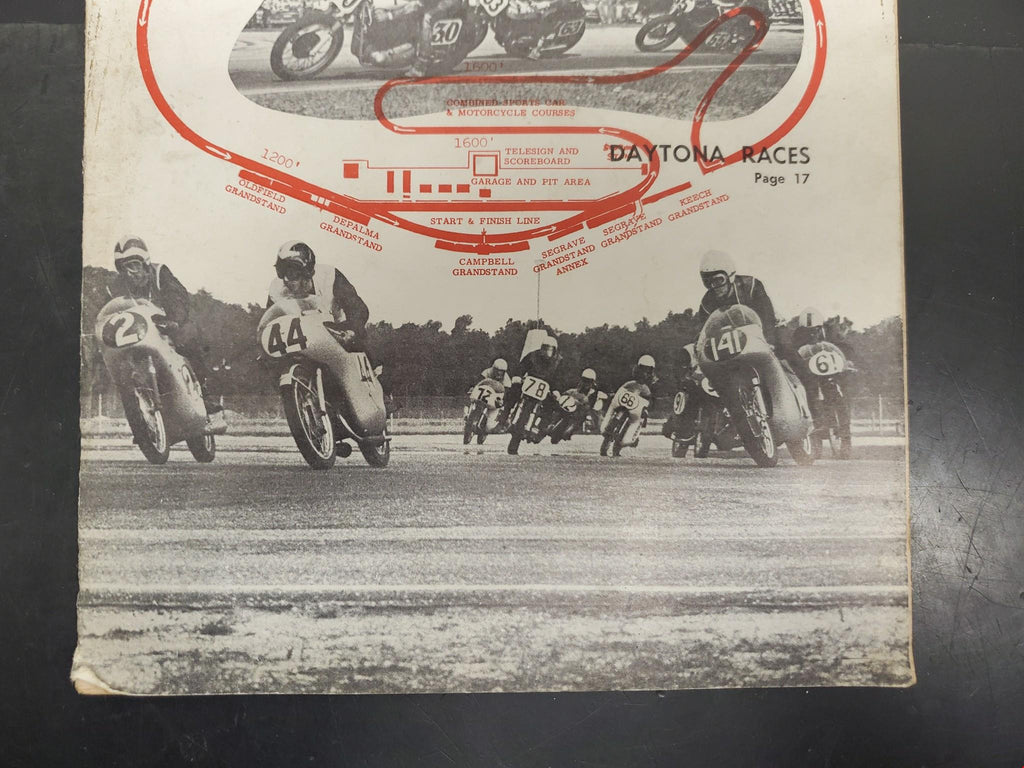 30
1600'
COMBINED SPORTS CAR
& MOTORCYCLE COURSES
1600'
TELESIGN AND
SCOREBOARD
DAYTONA RACES
Page 17
1200'
GARAGE AND PIT AREA
OLDFIELD
GRANDSTAND
DEPALMA
GRANDSTAND
START & FINISH LINE
CAMPBELL
GRANDSTAND
SEGRAVE
GRANDSTAND
ANNEX
SEGRAVE
GRANDSTAND
KEECH
GRANDSTAND
2
44
44
72
78
66
141
61